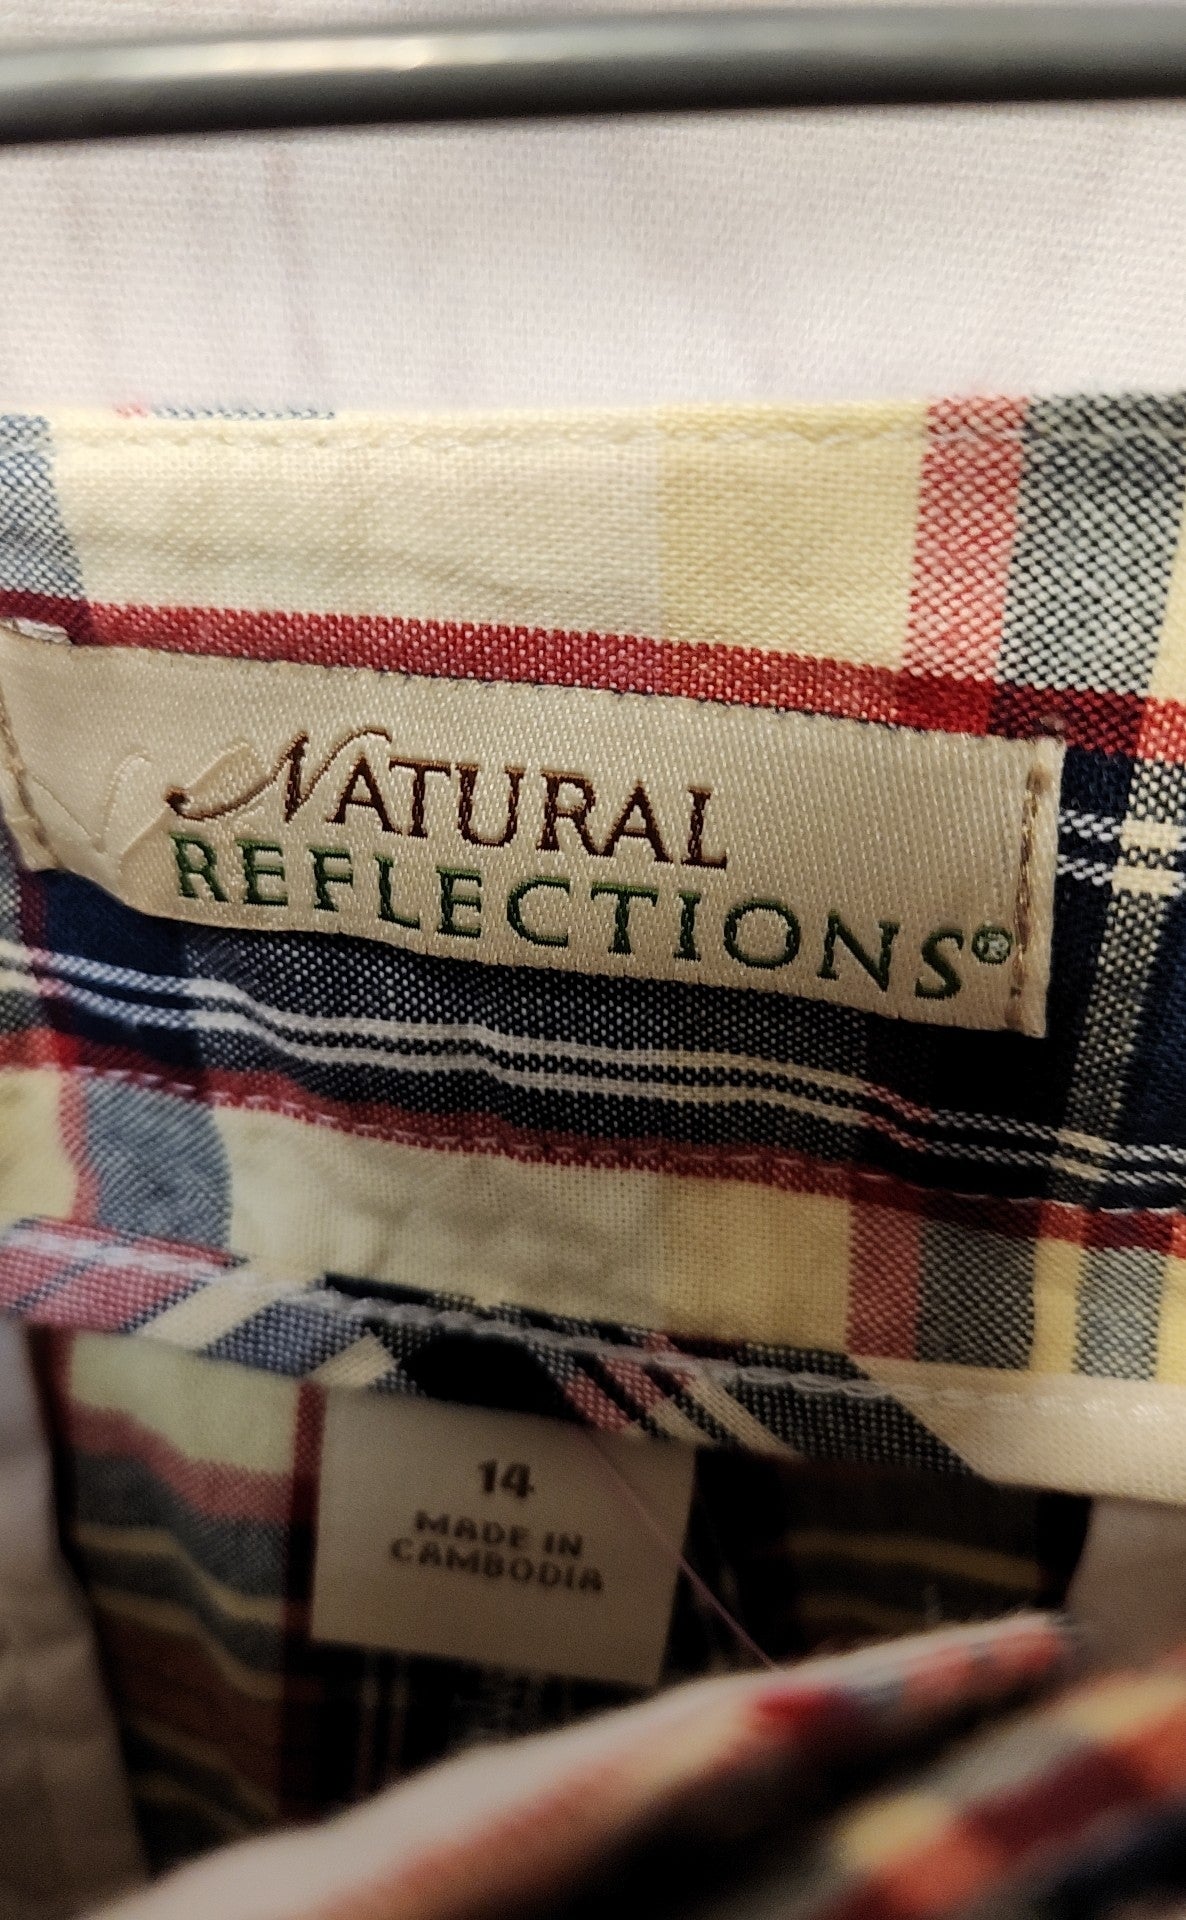 NATURAL
REFLECTIONS®
14
MADE IN
CAMBODIA